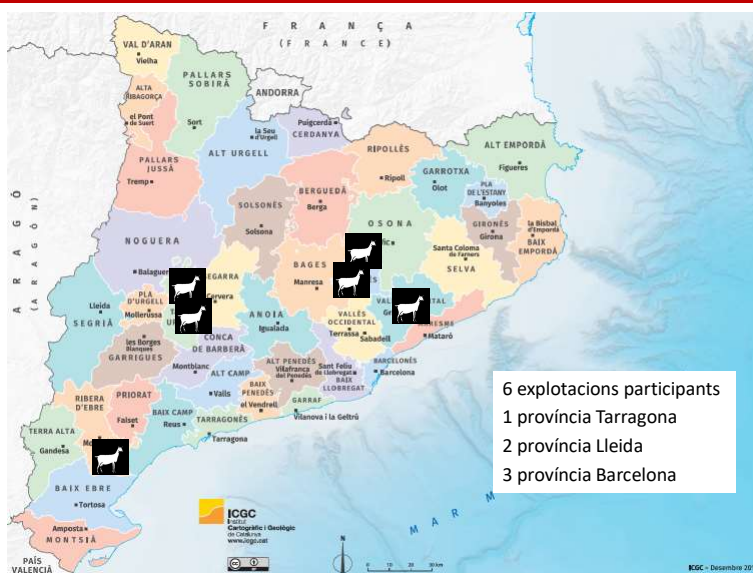 F R A N Ç A
( F R A N C E )
VAL D'ARAN
Vielha
PALLARS
SOBIRÀ
ANDORRA
ALTA
RIBAGORÇA
el Pont
de Suert
Sort
la Seu
d'Urgell
Puigcerdà
CERDANYA
ALT URGELL
RIPOLLÈS
Ripoll
ALT EMPORDÀ
Figueres
GARROTXA
Olot
PLA
DE L'ESTANY
Banyoles
PALLARS
JUSSÀ
Tremp
BERGUEDÀ
Berga
SOLSONÈS
Solsona
OSONA
GIRONÈS
Girona
la Bisbal
d'Empordà
BAIX
EMPORDÀ
A R A G Ó
( A R A G Ó N )
NOGUERA
Balaguer
BAGES
Manresa
Santa Coloma
de Farners
SELVA
Lleida
SEGRIÀ
PLA
D'URGELL
Mollerussa
Cervera
ANOIA
Igualada
VALLÈS
OCCIDENTAL
Terrassa
Sabadell
Mataró
les Borges
Blanques
GARRIGUES
CONCA
DE BARBERÀ
Montblanc
ALT CAMP
Valls
ALT PENEDÈS
Vilafranca
del Penedès
Sant Feliu
de Llobregat
BAIX
LLOBREGAT
BARCELONÈS
Barcelona
BAIX
PENEDÈS
el Vendrell
GARRAF
Vilanova i la Geltrú
RIBERA
D'EBRE
PRIORAT
Falset
BAIX CAMP
Reus
TARRAGONÈS
Tarragona
TERRA ALTA
Gandesa
BAIX EBRE
Tortosa
Amposta
MONTSIÀ
PAÍS
VALENCIÀ
6 explotacions participants
1 província Tarragona
2 província Lleida
3 província Barcelona
ICGC
Institut
Cartogràfic i Geològic
de Catalunya
www.icgc.cat
N
M A R
ICGC – Desembre